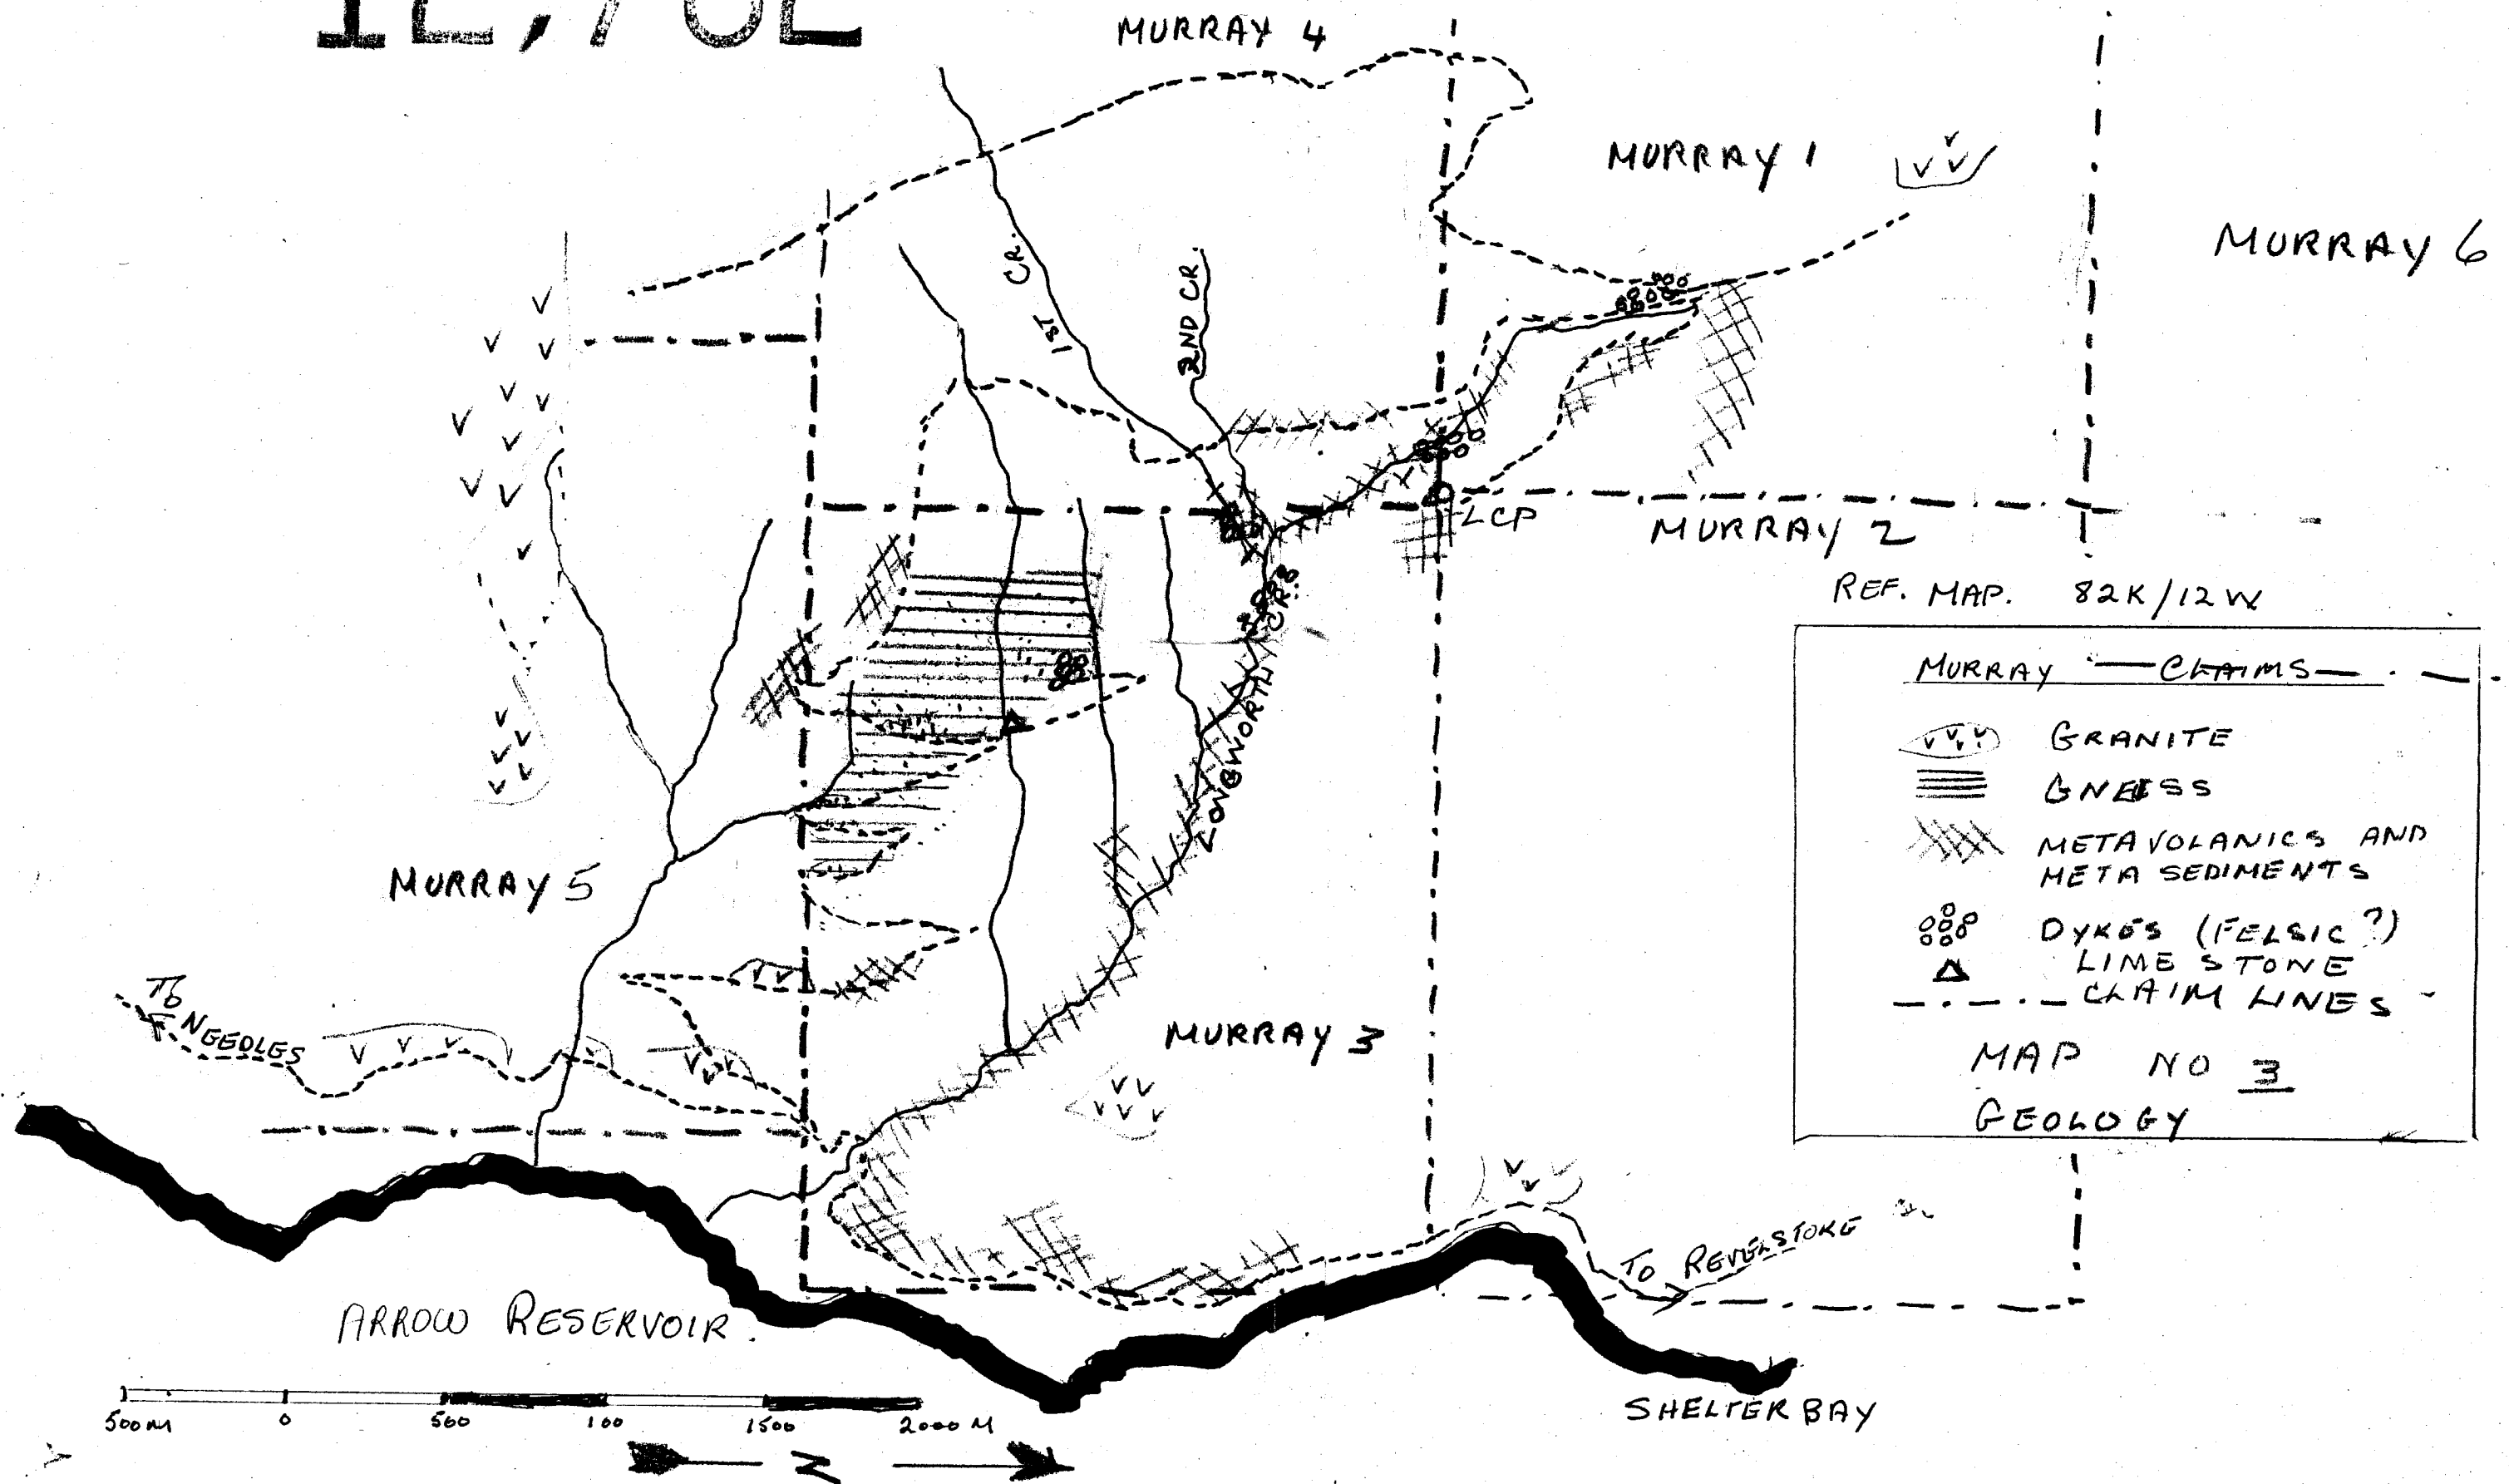 MURRAY 4
MURRAY 1
MURRAY 6
1ST CR.
2ND CR
LCP
MURRAY 2
REF. MAP. 82K/12W
MURRAY CLAIMS
GRANITE
GNEISS
METAVOLANICS AND
META SEDIMENTS
DYKES (FELSIC?)
LIME STONE
CLAIM LINES
MAP NO 3
GEOLOGY
LONGWORTH CR.
MURRAY 5
MURRAY 3
TO NEEDLES
TO REVELSTOKE
ARROW RESERVOIR.
SHELTER BAY
500M 0 500 100 1500 2000 M
N